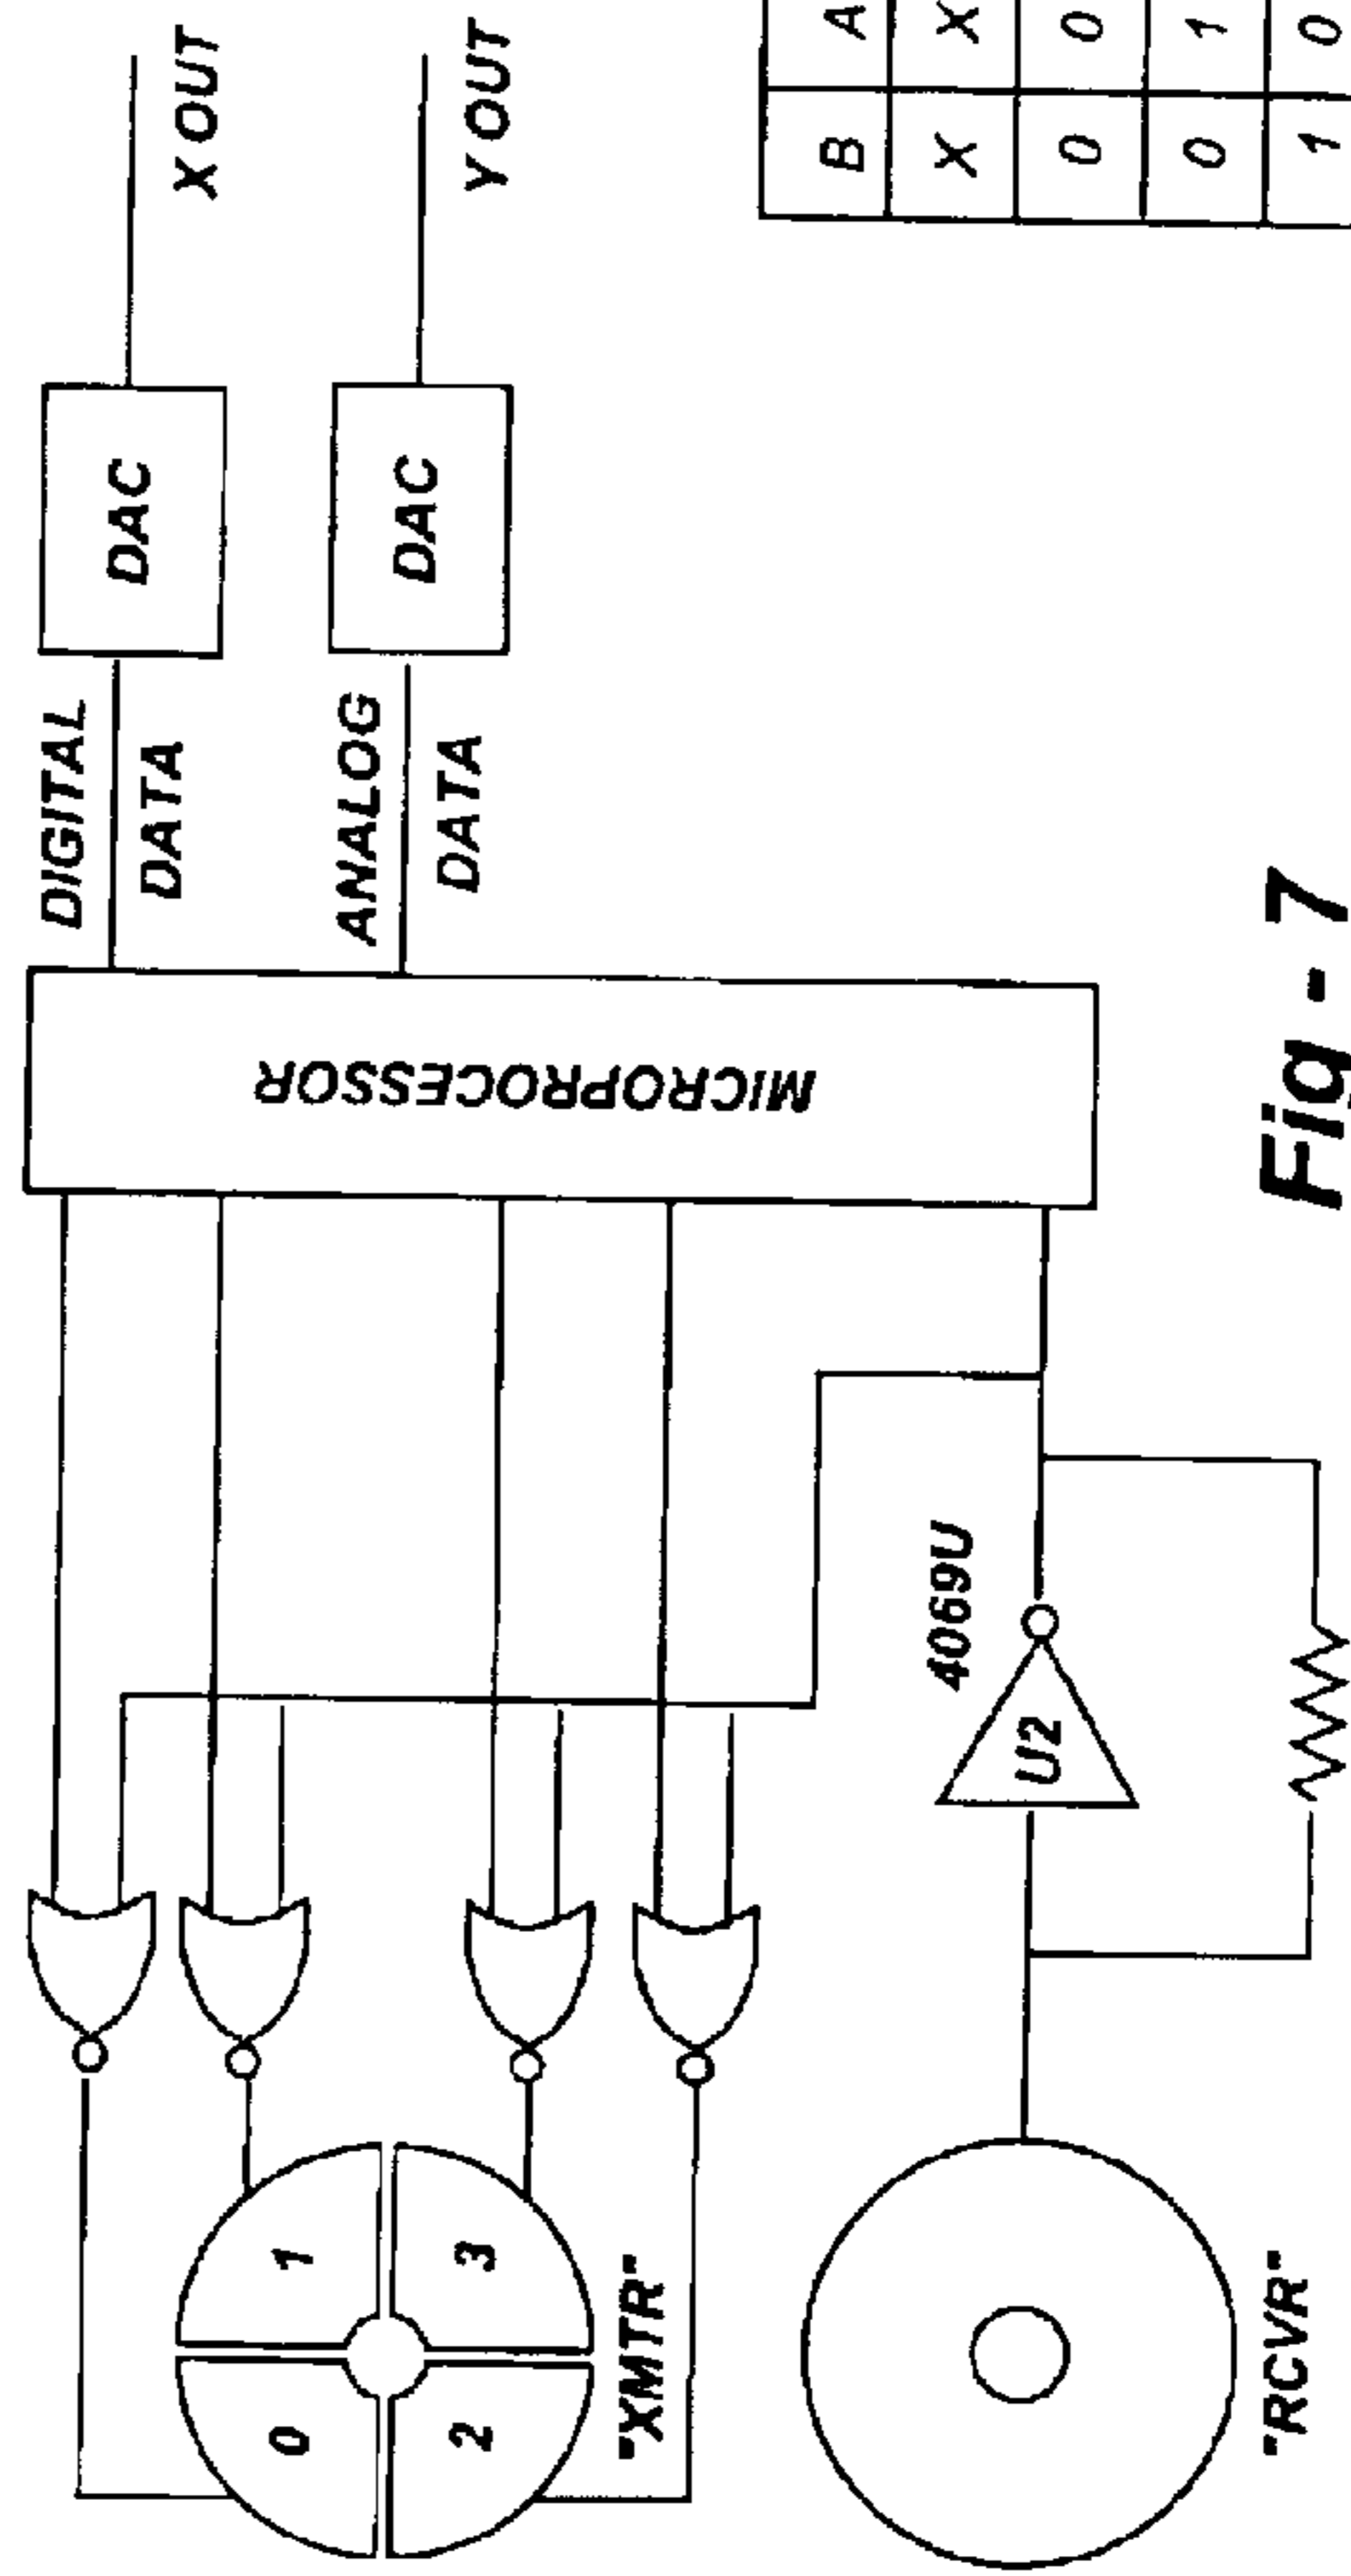 DIGITAL
DATA
DAC
X OUT
MICROPROCESSOR
ANALOG
DATA
DAC
Y OUT
0
1
2
3
"XMTR"
4069U
U2
"RCVR"
B A
X X
0 0
0 1
1 0
Fig - 7